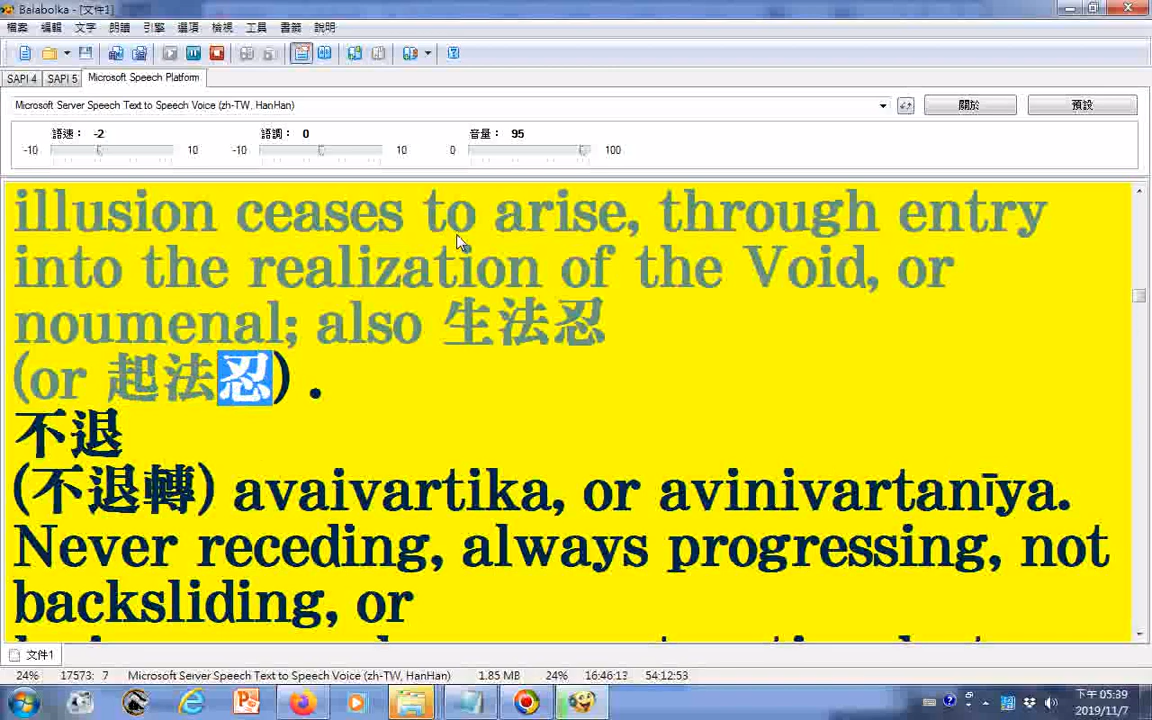 Balabolka - [文件1]
檔案 編輯 文字 朗讀 引擎 選項 檢視 工具 書籤 說明
SAPI 4 SAPI 5 Microsoft Speech Platform
Microsoft Server Speech Text to Speech Voice (zh-TW, HanHan) 關於 預設
語速： -2 語調： 0 音量： 95
-10 10 -10 10 0 100
illusion ceases to arise, through entry
into the realization of the Void, or
noumenal; also 生法忍
(or 起法忍) .
不退
(不退轉) avaivartika, or avinivartanīya.
Never receding, always progressing, not
backsliding, or
文件1
24% 17573: 7 Microsoft Server Speech Text to Speech Voice (zh-TW, HanHan) 1.85 MB 24% 16:46:13 54:12:53
下午 05:39
2019/11/7